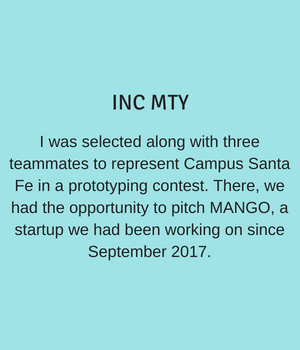 INC MTY
I was selected along with three
teammates to represent Campus Santa
Fe in a prototyping contest. There, we
had the opportunity to pitch MANGO, a
startup we had been working on since
September 2017.